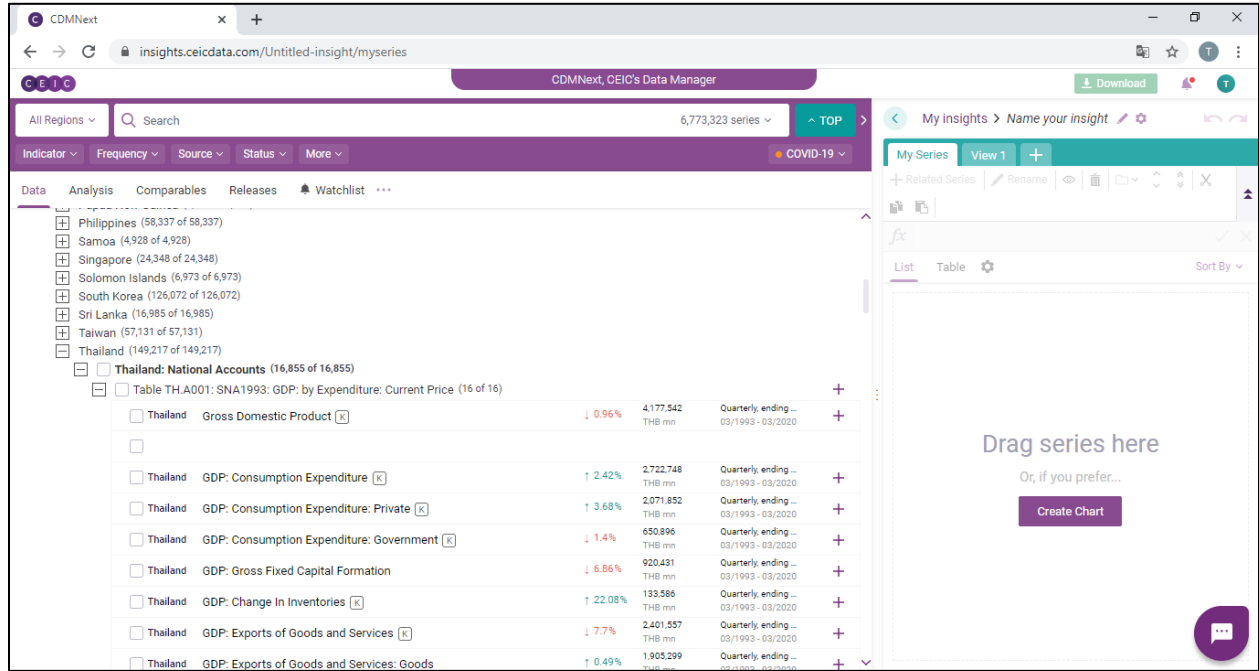 CDMNext
insights.ceicdata.com/Untitled-insight/myseries
T
CEIC
CDMNext, CEIC's Data Manager
Download
T
All Regions
Search
6,773,323 series
TOP
My insights > Name your insight
Indicator
Frequency
Source
Status
More
COVID-19
My Series
View 1
Data
Analysis
Comparables
Releases
Watchlist
Related Series
Rename
Philippines (58,337 of 58,337)
Samoa (4,928 of 4,928)
Singapore (24,348 of 24,348)
Solomon Islands (6,973 of 6,973)
South Korea (126,072 of 126,072)
Sri Lanka (16,985 of 16,985)
Taiwan (57,131 of 57,131)
Thailand (149,217 of 149,217)
Thailand: National Accounts (16,855 of 16,855)
Table TH.A001: SNA1993: GDP: by Expenditure: Current Price (16 of 16)
Thailand Gross Domestic Product K ↓ 0.96% 4,177,542 Quarterly, ending ...
THB mn 03/1993 - 03/2020
Thailand GDP: Consumption Expenditure K ↑ 2.42% 2,722,748 Quarterly, ending ...
THB mn 03/1993 - 03/2020
Thailand GDP: Consumption Expenditure: Private K ↑ 3.68% 2,071,852 Quarterly, ending ...
THB mn 03/1993 - 03/2020
Thailand GDP: Consumption Expenditure: Government K ↓ 1.4% 650,896 Quarterly, ending ...
THB mn 03/1993 - 03/2020
Thailand GDP: Gross Fixed Capital Formation ↓ 6.86% 920,431 Quarterly, ending ...
THB mn 03/1993 - 03/2020
Thailand GDP: Change In Inventories K ↑ 22.08% 133,586 Quarterly, ending ...
THB mn 03/1993 - 03/2020
Thailand GDP: Exports of Goods and Services K ↓ 7.7% 2,401,557 Quarterly, ending ...
THB mn 03/1993 - 03/2020
Thailand GDP: Exports of Goods and Services: Goods ↑ 0.49% 1,905,299 Quarterly, ending ...
fx
List
Table
Sort By
Drag series here
Or, if you prefer...
Create Chart